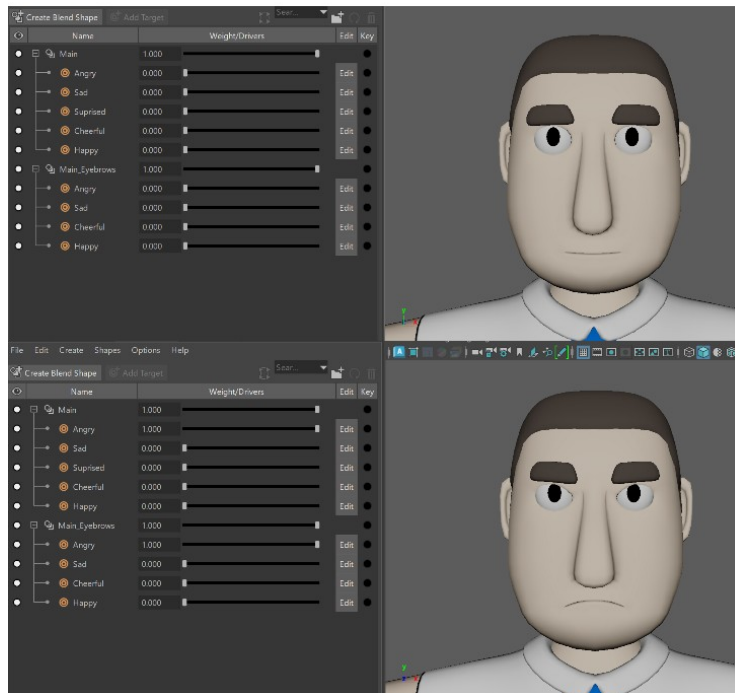 Create Blend Shape Add Target Sear...
Name Weight/Drivers Edit Key
Main 1.000
Angry 0.000 Edit
Sad 0.000 Edit
Suprised 0.000 Edit
Cheerful 0.000 Edit
Happy 0.000 Edit
Main_Eyebrows 1.000
Angry 0.000 Edit
Sad 0.000 Edit
Cheerful 0.000 Edit
Happy 0.000 Edit
File Edit Create Shapes Options Help
Create Blend Shape Add Target Sear...
Name Weight/Drivers Edit Key
Main 1.000
Angry 1.000 Edit
Sad 0.000 Edit
Suprised 0.000 Edit
Cheerful 0.000 Edit
Happy 0.000 Edit
Main_Eyebrows 1.000
Angry 1.000 Edit
Sad 0.000 Edit
Cheerful 0.000 Edit
Happy 0.000 Edit